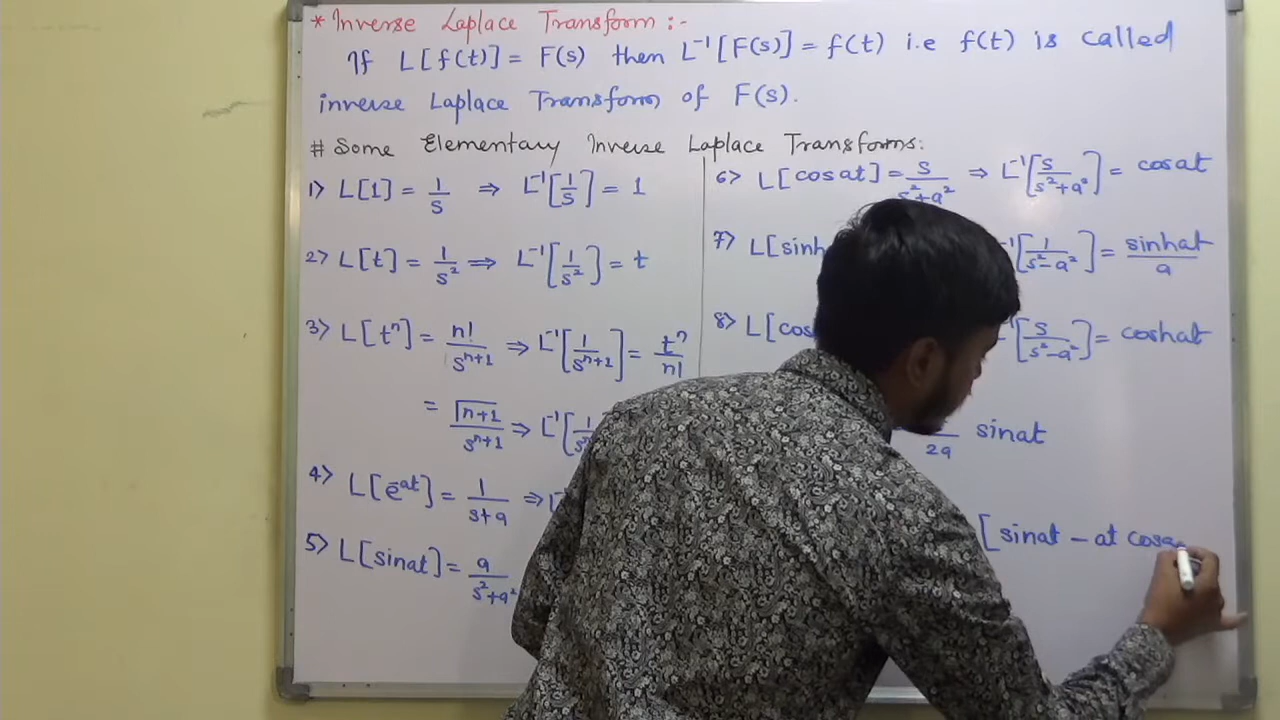 * Inverse Laplace Transform :-
If L[f(t)] = F(s) then L⁻¹[F(s)] = f(t) i.e f(t) is called
inverse Laplace Transform of F(s).
# Some Elementary Inverse Laplace Transforms:
1) L[1] = 1/s ⇒ L⁻¹[1/s] = 1
2) L[t] = 1/s² ⇒ L⁻¹[1/s²] = t
3) L[tⁿ] = n!/sⁿ⁺¹ ⇒ L⁻¹[1/sⁿ⁺¹] = tⁿ/n!
= Γn+1/sⁿ⁺¹ ⇒ L⁻¹[1/
4) L[e⁻ᵃᵗ] = 1/(s+a) ⇒
5) L[sinat] = a/(s²+a²)
6) L[cosat] = s/(s²+a²) ⇒ L⁻¹[s/(s²+a²)] = cosat
7) L[sinh [1/(s²-a²)] = sinhat/a
8) L[cos [s/(s²-a²)] = coshat
2a sinat
[sinat - at